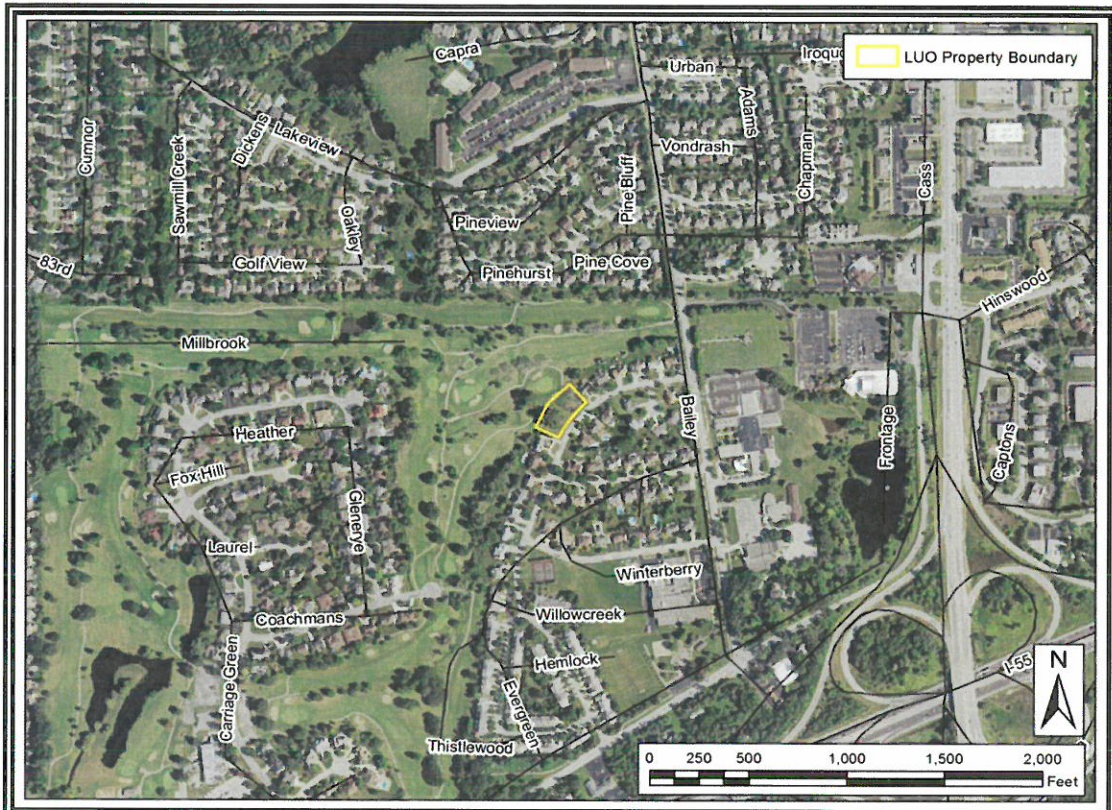 LUO Property Boundary
Capra
Urban
Iroquo
Cumnor
Sawmill Creek
Dickens
Lakeview
Oakley
Adams
Vondrash
Chapman
Cass
Pine Bluff
Pineview
83rd
Golf View
Pinehurst
Pine Cove
Hinswood
Millbrook
Bailey
Frontage
Captons
Heather
Fox Hill
Glenerye
Laurel
Winterberry
Coachmans
Willowcreek
Carriage Green
Hemlock
Evergreen
I-55
N
Thistlewood
0 250 500 1,000 1,500 2,000
Feet